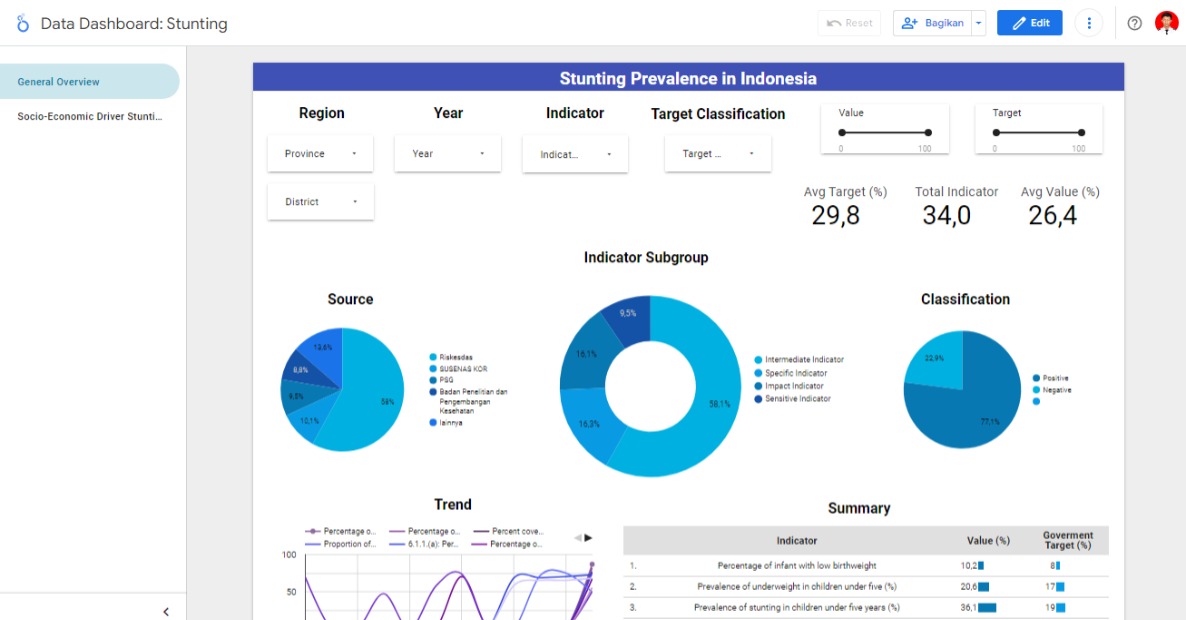 Data Dashboard: Stunting
Reset
Bagikan
Edit
General Overview
Socio-Economic Driver Stunti...
Stunting Prevalence in Indonesia
Region
Year
Indicator
Target Classification
Value
0
100
Target
0
100
Province
Year
Indicat...
Target ...
District
Avg Target (%)
29,8
Total Indicator
34,0
Avg Value (%)
26,4
Indicator Subgroup
Source
13,6%
8,8%
9,5%
10,1%
58%
Riskesdas
SUSENAS KOR
PSG
Badan Penelitian dan
Pengembangan
Kesehatan
lainnya
9,5%
16,1%
16,3%
58,1%
Intermediate Indicator
Specific Indicator
Impact Indicator
Sensitive Indicator
Classification
22,9%
77,1%
Positive
Negative
Trend
Percentage o...
Percentage o...
Percent cove...
Proportion of...
6.1.1.(a): Per...
Percentage o...
100
50
Summary
Indicator
Value (%)
Goverment
Target (%)
1. Percentage of infant with low birthweight 10,2 8
2. Prevalence of underweight in children under five (%) 20,6 17
3. Prevalence of stunting in children under five years (%) 36,1 19